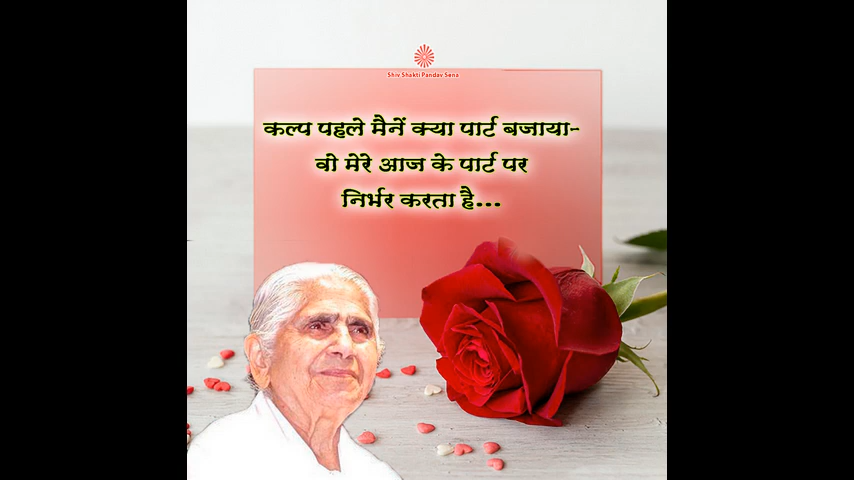 Shiv Shakti Pandav Sena
कल्प पहले मैनें क्या पार्ट बजाया-
वो मेरे आज के पार्ट पर
निर्भर करता है...